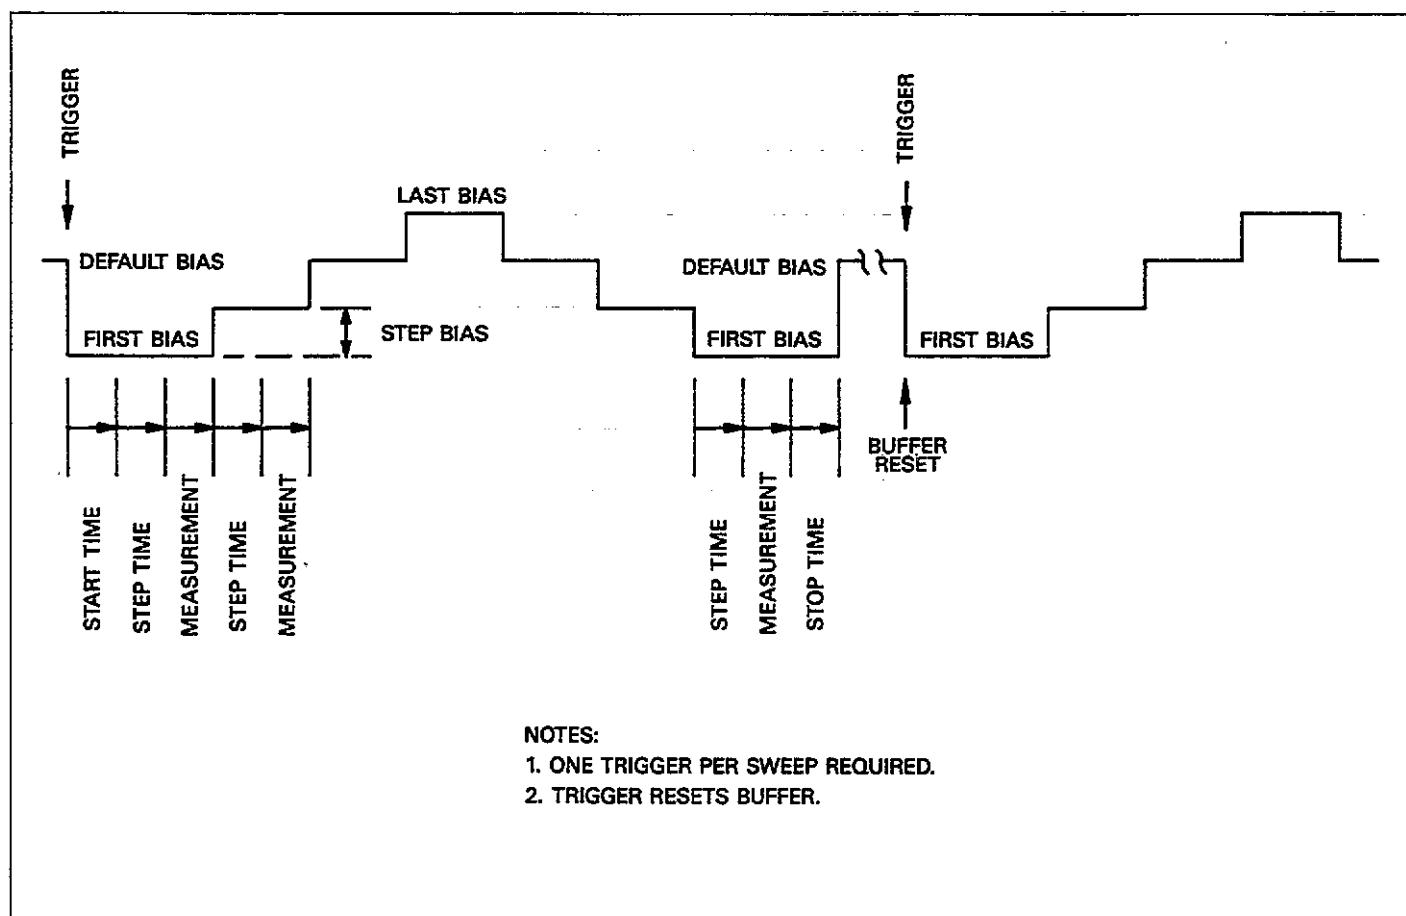 TRIGGER
TRIGGER
LAST BIAS
DEFAULT BIAS
DEFAULT BIAS
FIRST BIAS
STEP BIAS
FIRST BIAS
FIRST BIAS
BUFFER
RESET
START TIME
STEP TIME
MEASUREMENT
STEP TIME
MEASUREMENT
STEP TIME
MEASUREMENT
STOP TIME
NOTES:
1. ONE TRIGGER PER SWEEP REQUIRED.
2. TRIGGER RESETS BUFFER.